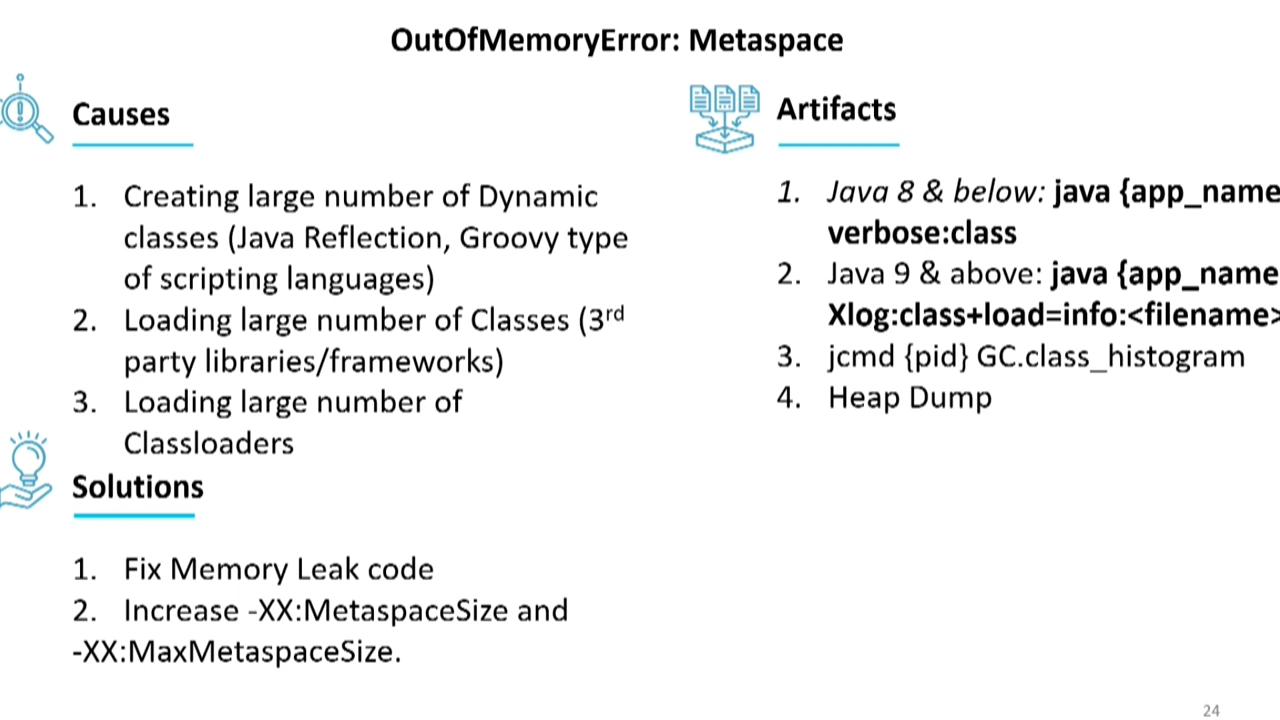 OutOfMemoryError: Metaspace
Causes
1. Creating large number of Dynamic
classes (Java Reflection, Groovy type
of scripting languages)
2. Loading large number of Classes (3rd
party libraries/frameworks)
3. Loading large number of
Classloaders
Solutions
1. Fix Memory Leak code
2. Increase -XX:MetaspaceSize and
-XX:MaxMetaspaceSize.
Artifacts
1. Java 8 & below: java {app_name
verbose:class
2. Java 9 & above: java {app_name
Xlog:class+load=info:<filename>
3. jcmd {pid} GC.class_histogram
4. Heap Dump
24